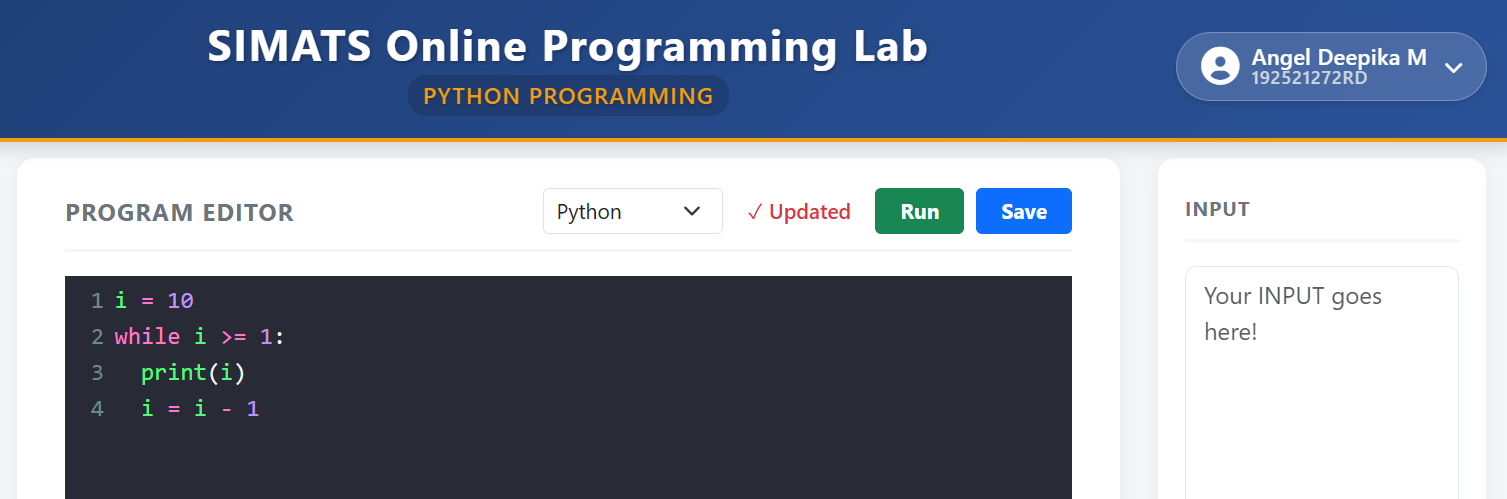 SIMATS Online Programming Lab
PYTHON PROGRAMMING
Angel Deepika M
192521272RD
PROGRAM EDITOR
Python
✓ Updated
Run
Save
1 i = 10
2 while i >= 1:
3   print(i)
4   i = i - 1
INPUT
Your INPUT goes
here!